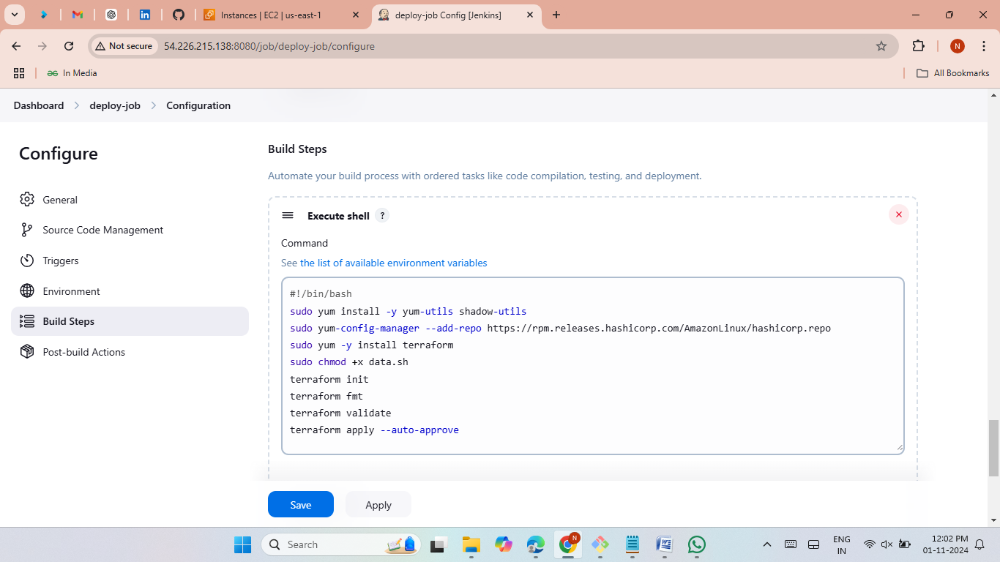 Instances | EC2 | us-east-1
deploy-job Config [Jenkins]
Not secure
54.226.215.138:8080/job/deploy-job/configure
N
In Media
All Bookmarks
Dashboard
deploy-job
Configuration
Configure
General
Source Code Management
Triggers
Environment
Build Steps
Post-build Actions
Build Steps
Automate your build process with ordered tasks like code compilation, testing, and deployment.
Execute shell ?
Command
See the list of available environment variables
#!/bin/bash
sudo yum install -y yum-utils shadow-utils
sudo yum-config-manager --add-repo https://rpm.releases.hashicorp.com/AmazonLinux/hashicorp.repo
sudo yum -y install terraform
sudo chmod +x data.sh
terraform init
terraform fmt
terraform validate
terraform apply --auto-approve
Save
Apply
Search
N
ENG
IN
12:02 PM
01-11-2024